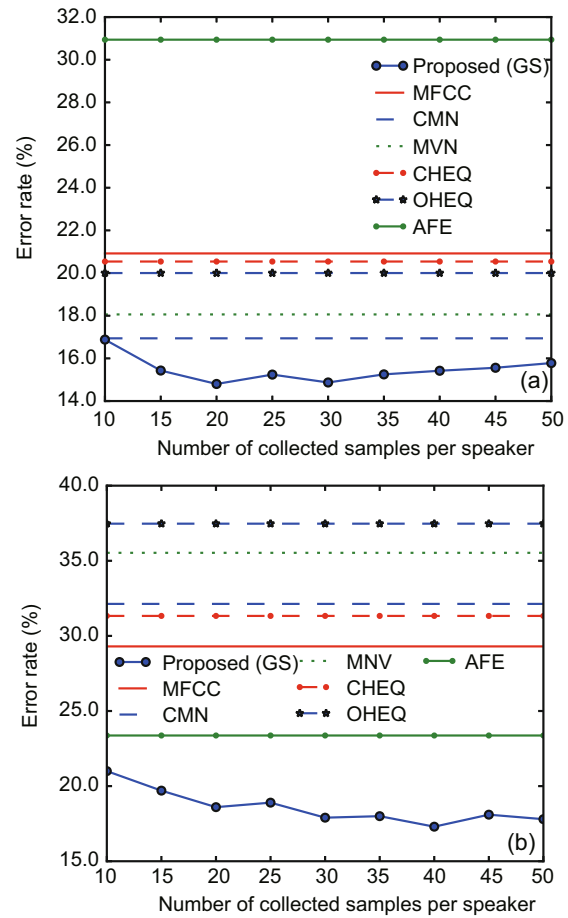 32.0
30.0
28.0
26.0
24.0
22.0
20.0
18.0
16.0
14.0
Error rate (%)
Proposed (GS)
MFCC
CMN
MVN
CHEQ
OHEQ
AFE
(a)
10 15 20 25 30 35 40 45 50
Number of collected samples per speaker
40.0
35.0
30.0
23.0
20.0
15.0
Error rate (%)
Proposed (GS) MNV AFE
MFCC CHEQ
CMN OHEQ
(b)
10 15 20 25 30 35 40 45 50
Number of collected samples per speaker